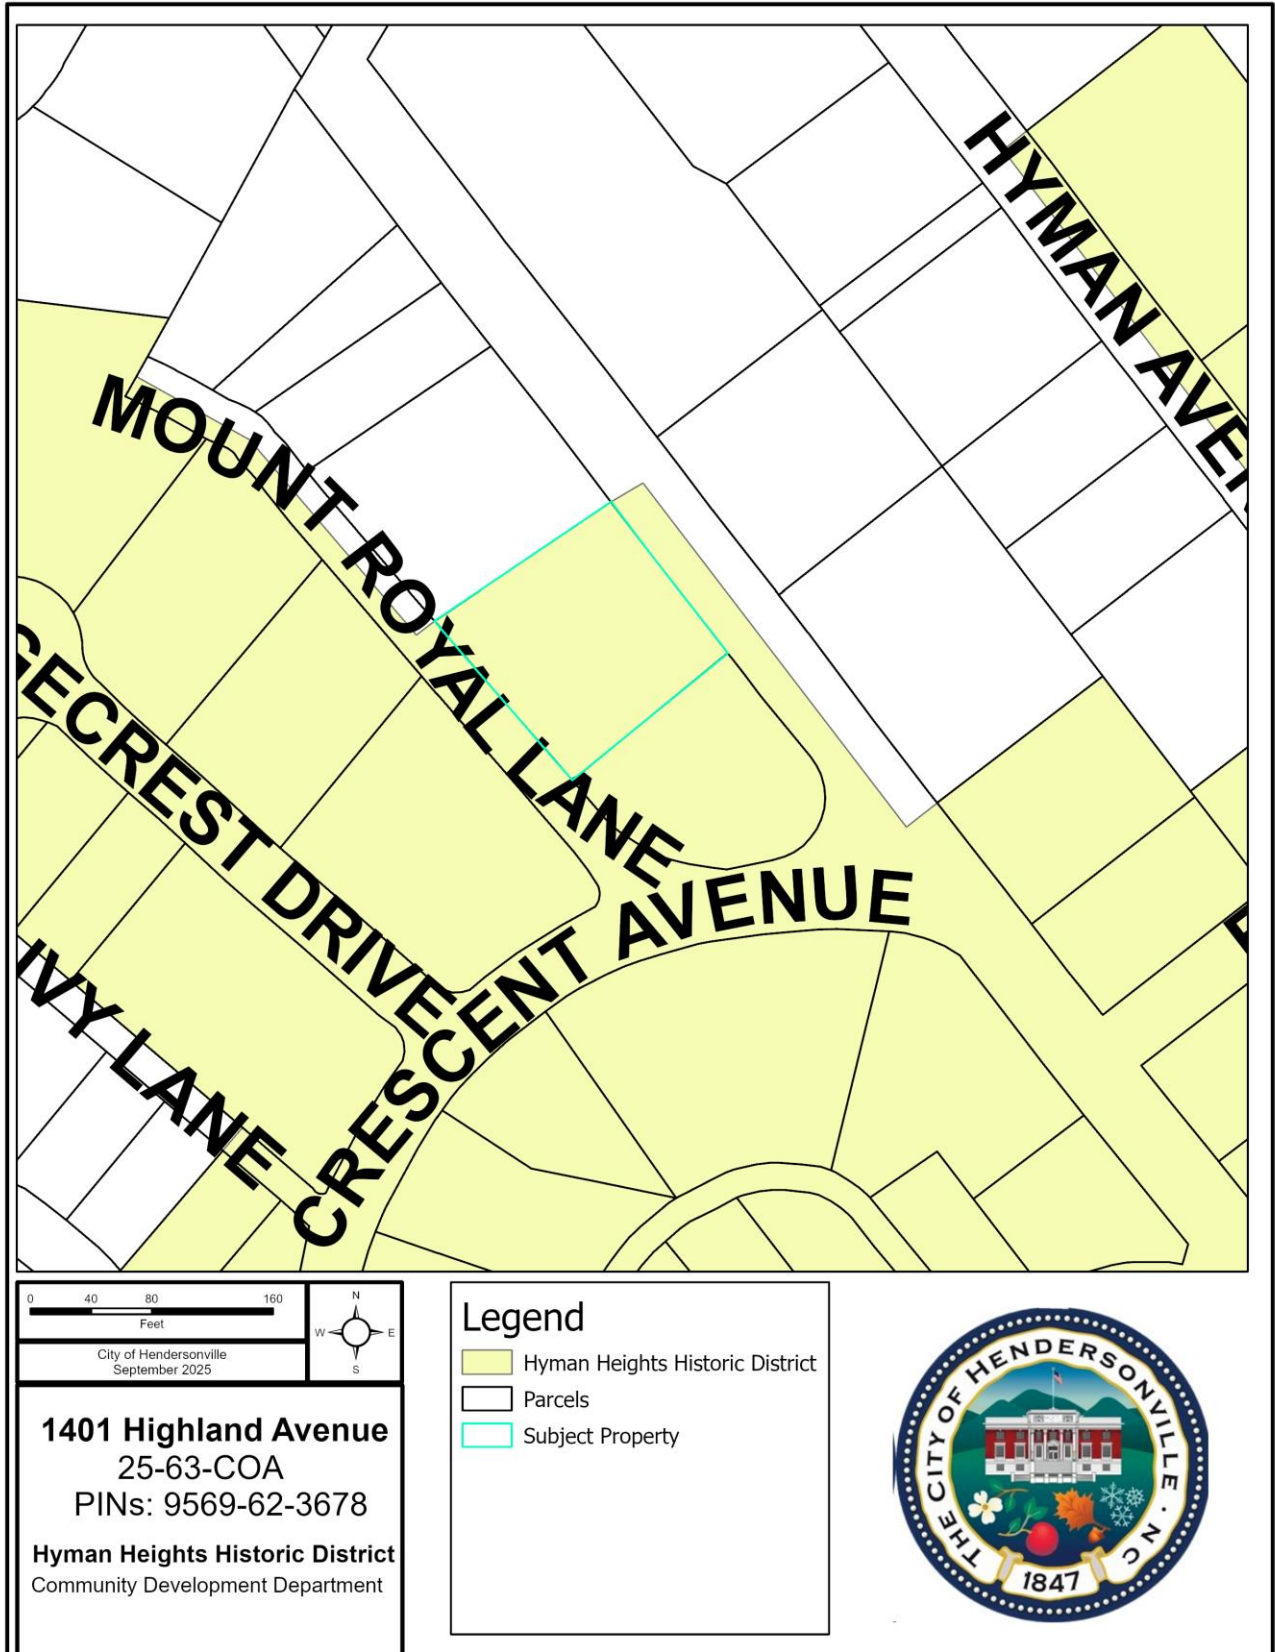 HYMAN AVEN
MOUNT ROYAL LANE
GECREST DRIVE
CRESCENT AVENUE
IVY LANE
0 40 80 160
Feet
City of Hendersonville
September 2025
N
W E
S
1401 Highland Avenue
25-63-COA
PINs: 9569-62-3678
Hyman Heights Historic District
Community Development Department
Legend
Hyman Heights Historic District
Parcels
Subject Property
THE CITY OF HENDERSONVILLE · NC
1847